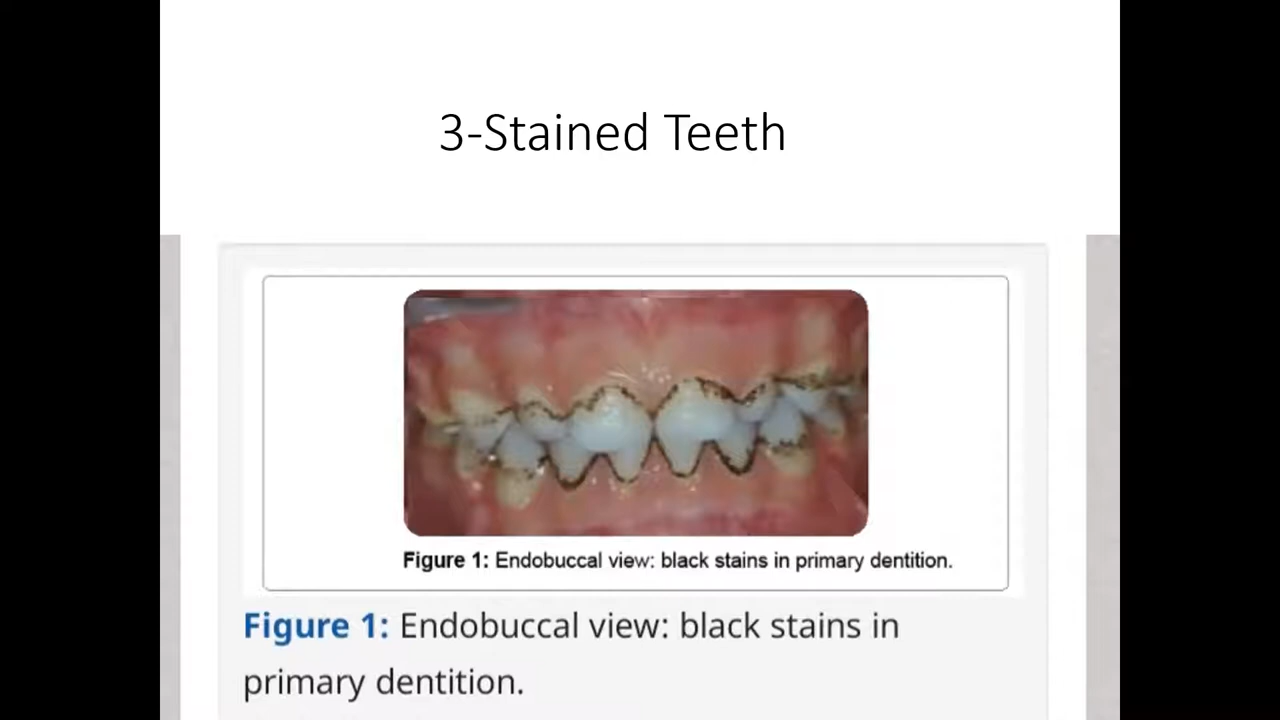 3-Stained Teeth
Figure 1: Endobuccal view: black stains in primary dentition.
Figure 1: Endobuccal view: black stains in
primary dentition.